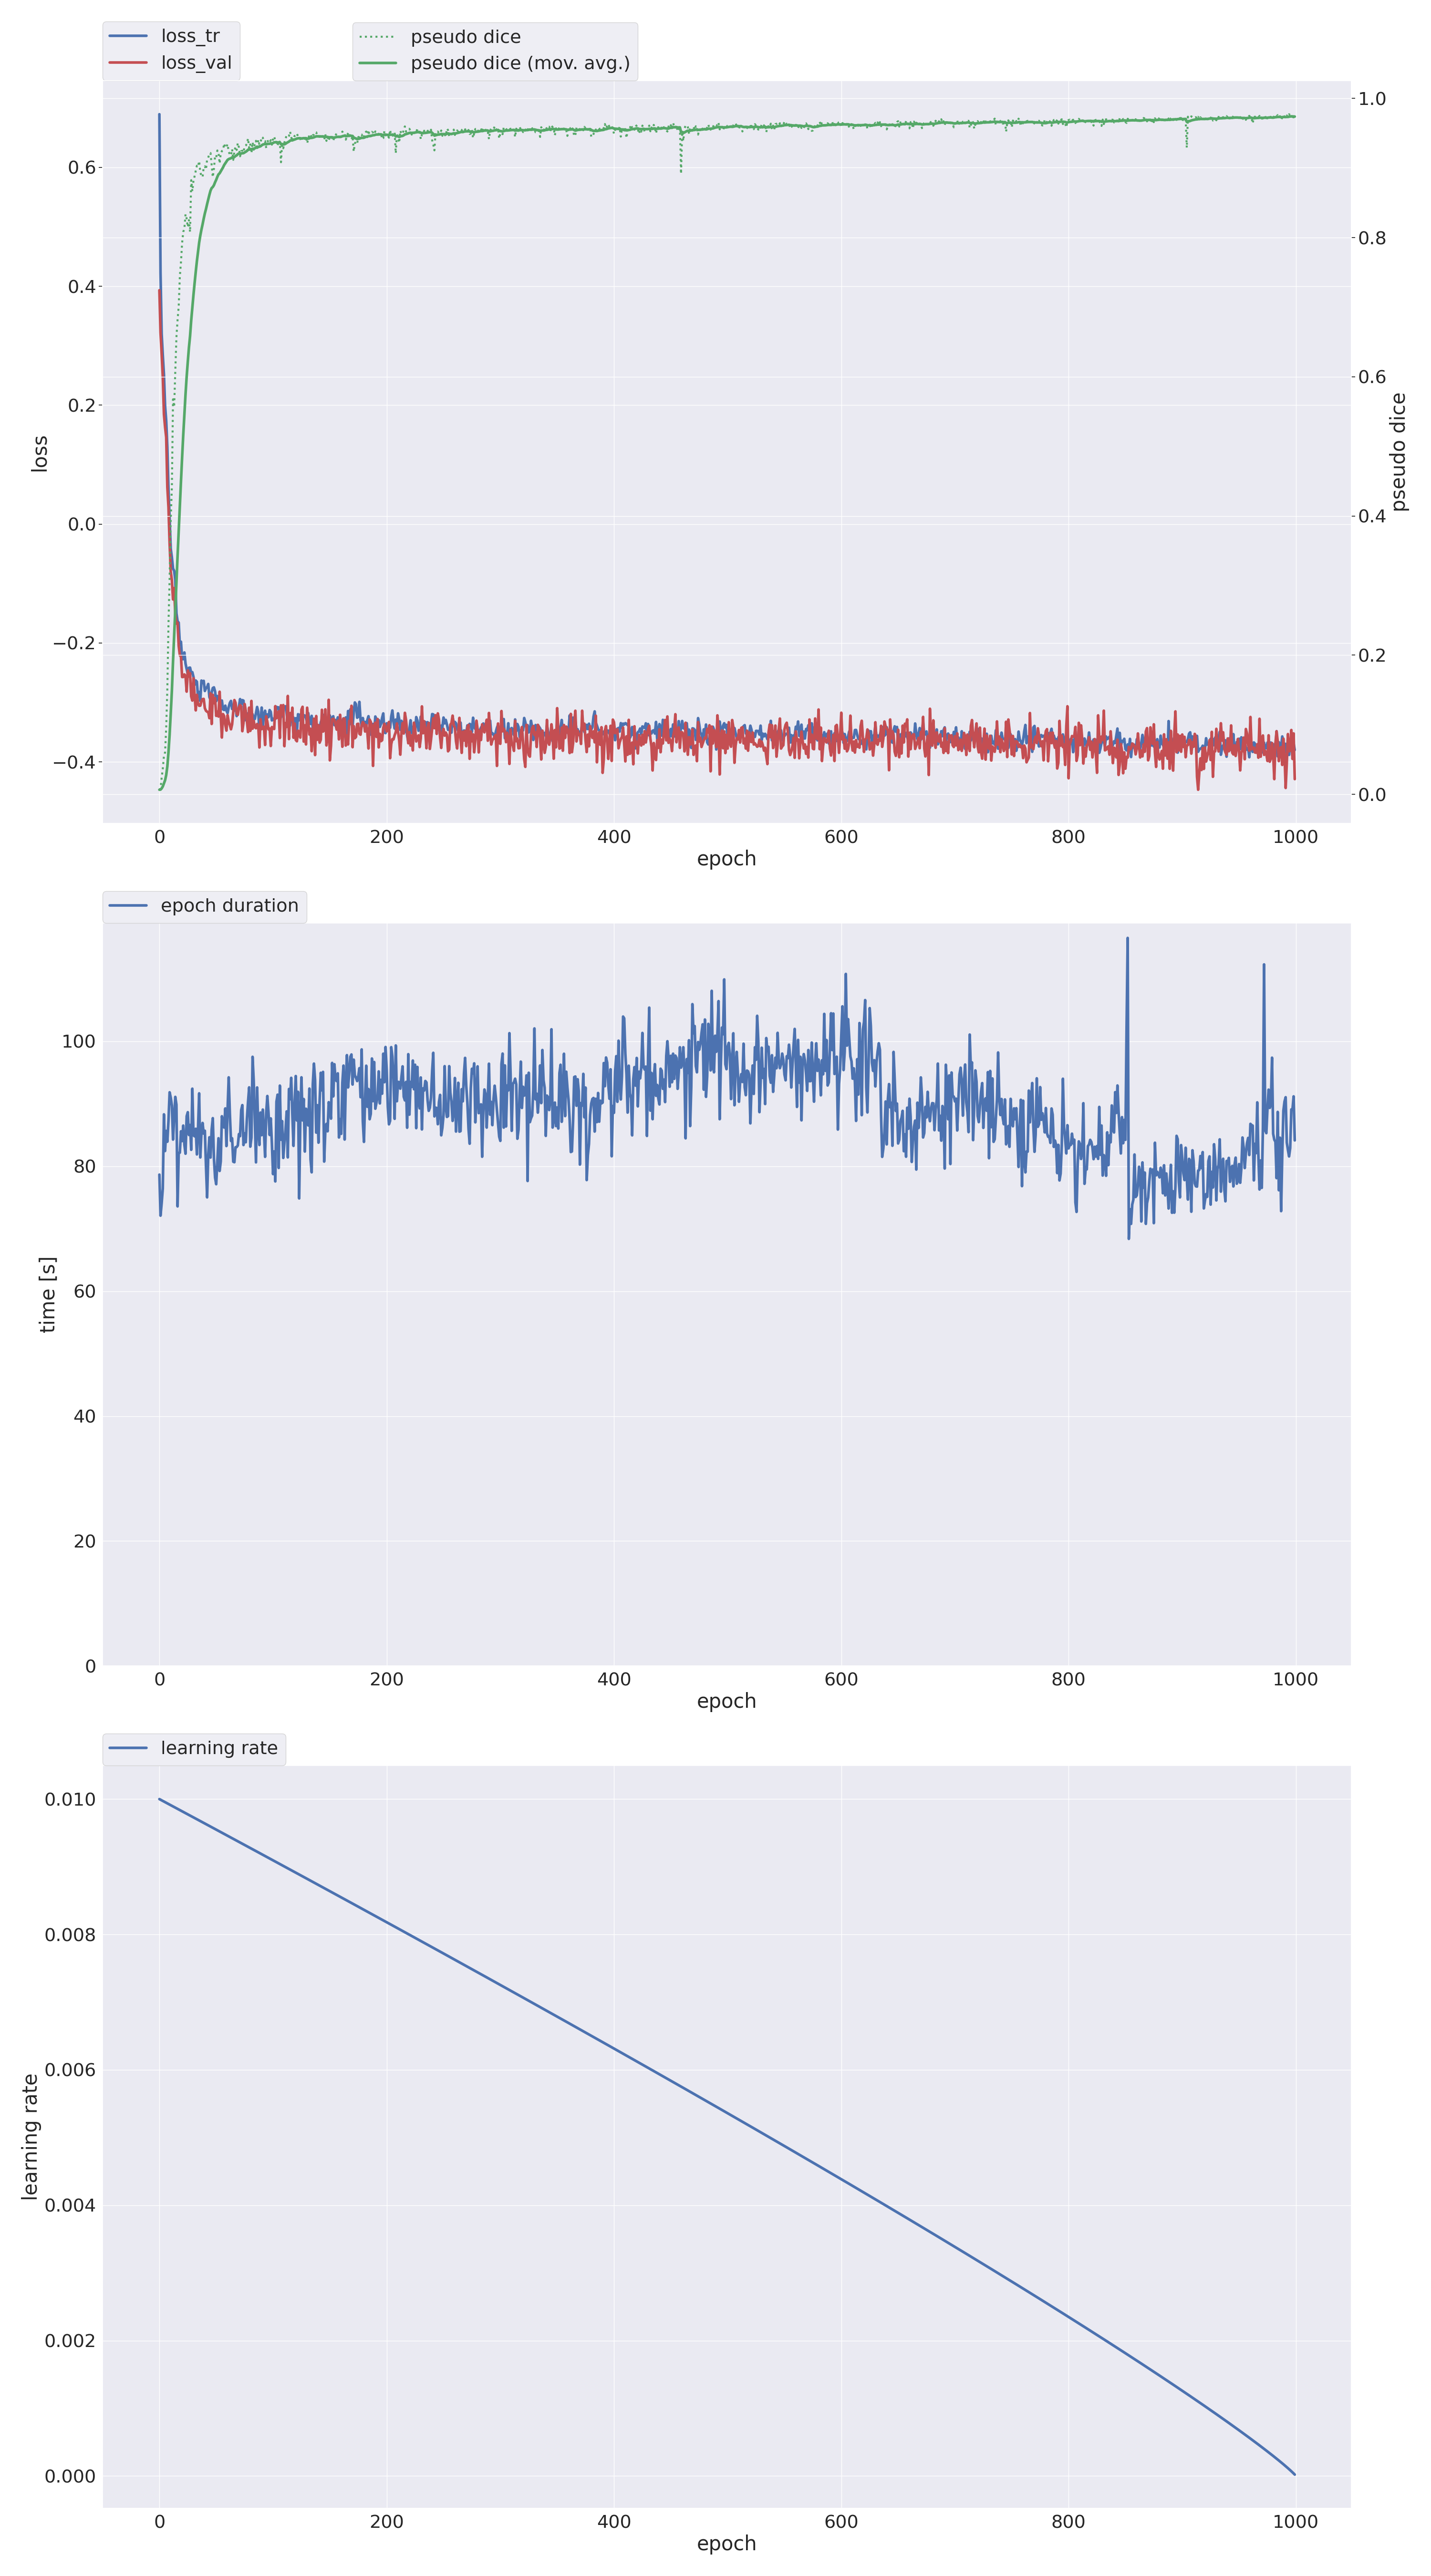 loss_tr
loss_val
pseudo dice
pseudo dice (mov. avg.)
1.0
0.8
0.6
0.4
0.2
0.0
pseudo dice
0.6
0.4
0.2
0.0
−0.2
−0.4
loss
0 200 400 600 800 1000
epoch
epoch duration
100
80
60
40
20
0
time [s]
0 200 400 600 800 1000
epoch
learning rate
0.010
0.008
0.006
0.004
0.002
0.000
learning rate
0 200 400 600 800 1000
epoch